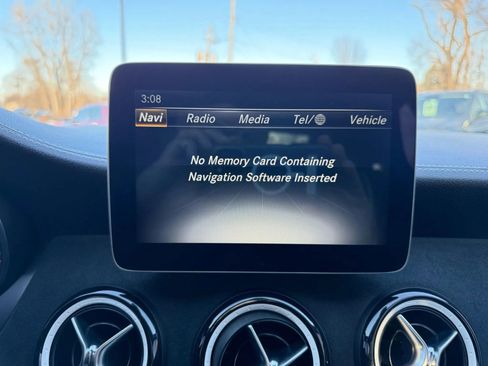 3:08
Navi Radio Media Tel/ Vehicle
No Memory Card Containing
Navigation Software Inserted